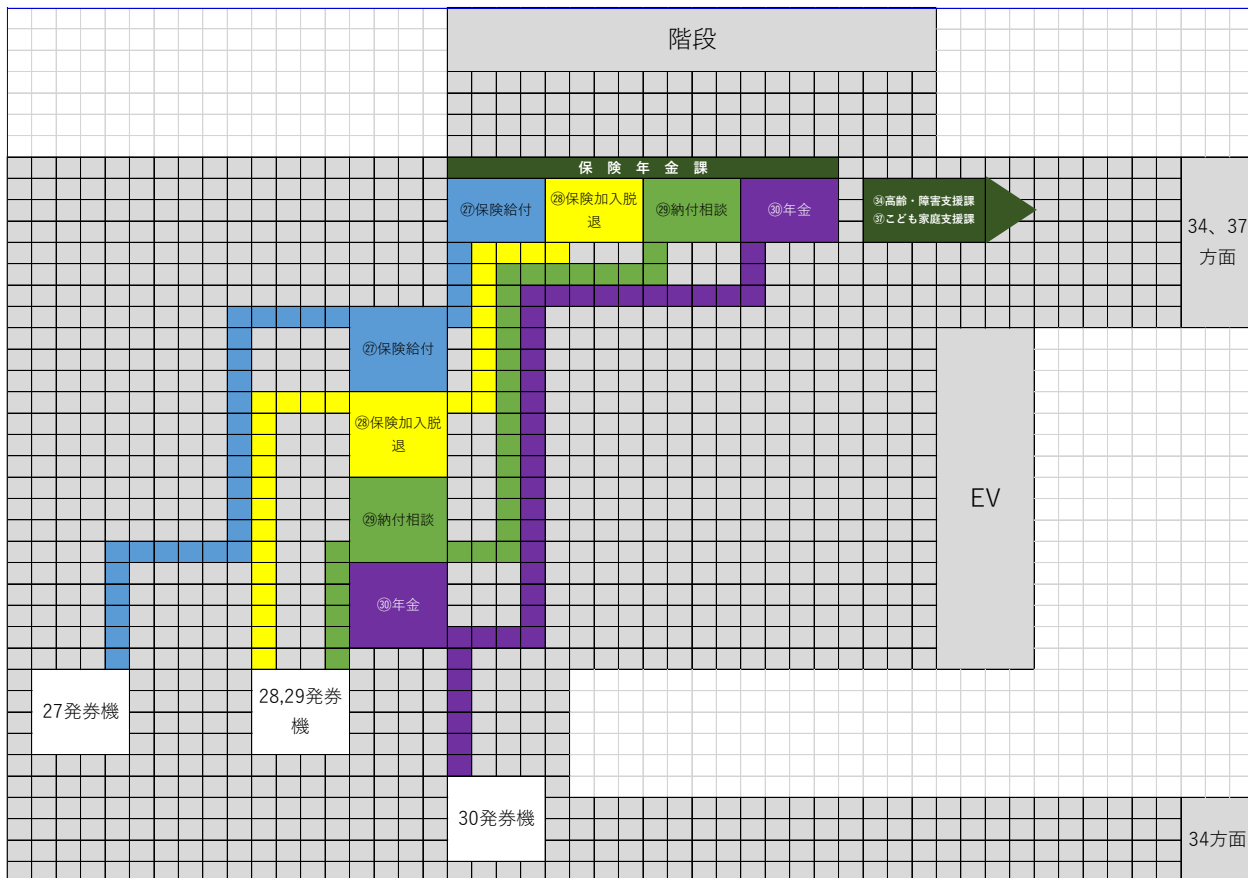 階段
保険年金課
㉗保険給付
㉘保険加入脱
退
㉙納付相談
㉚年金
㉞高齢・障害支援課
㊲こども家庭支援課
34、37
方面
㉗保険給付
㉘保険加入脱
退
㉙納付相談
㉚年金
EV
27発券機
28,29発券
機
30発券機
34方面